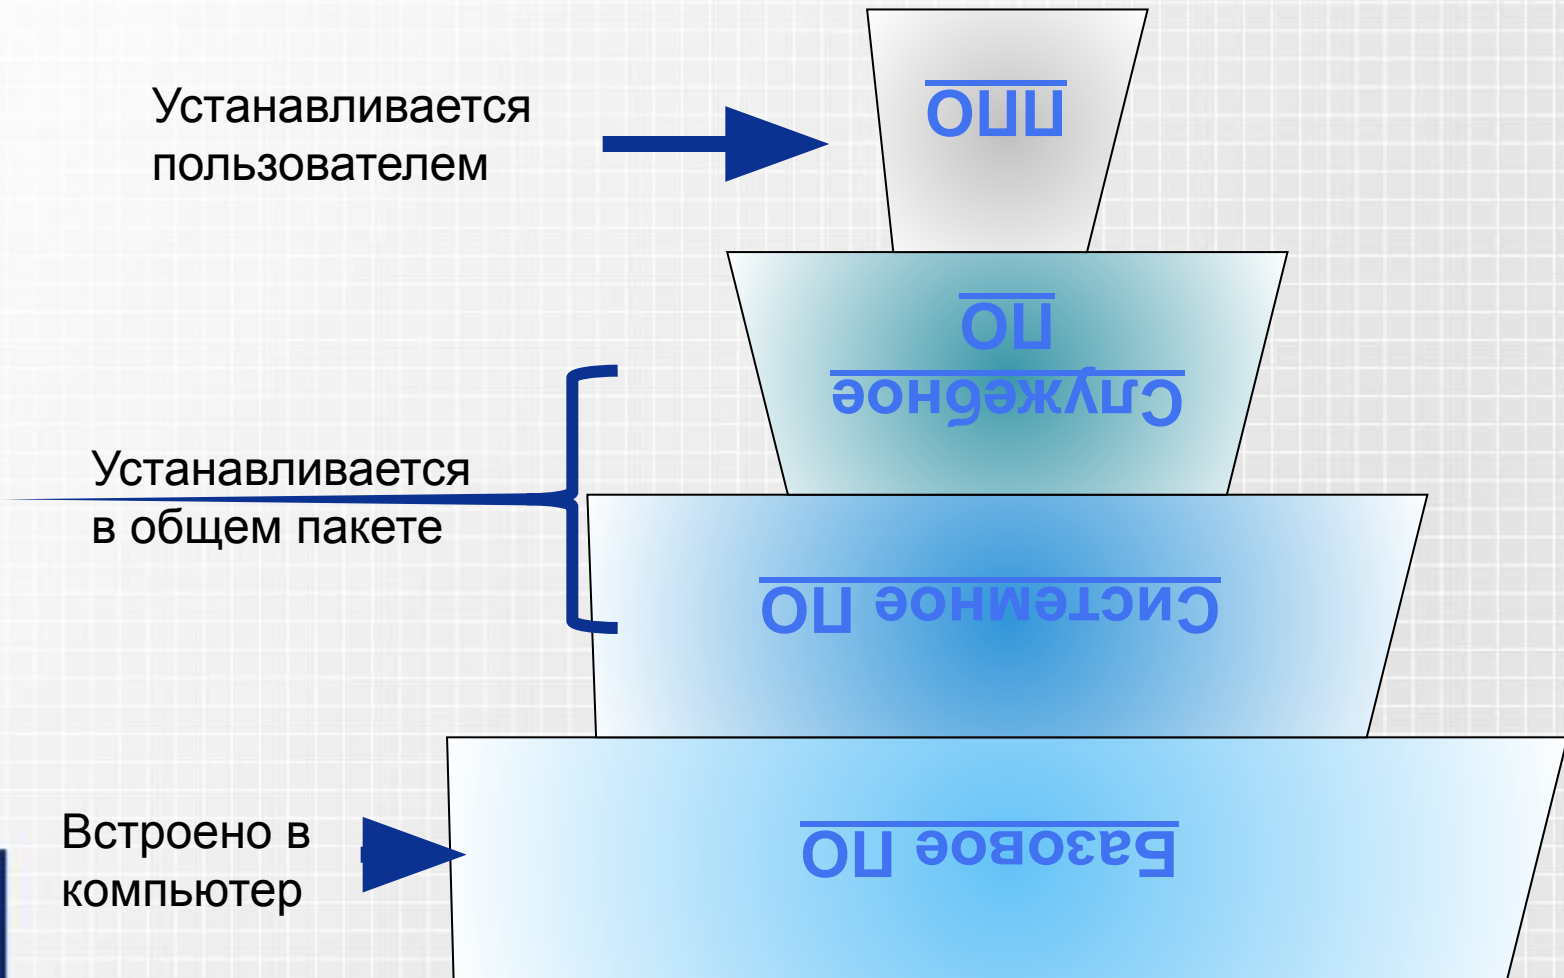 Устанавливается
пользователем
ППО
Служебное
ПО
Устанавливается
в общем пакете
Системное ПО
Встроено в
компьютер
Базовое ПО